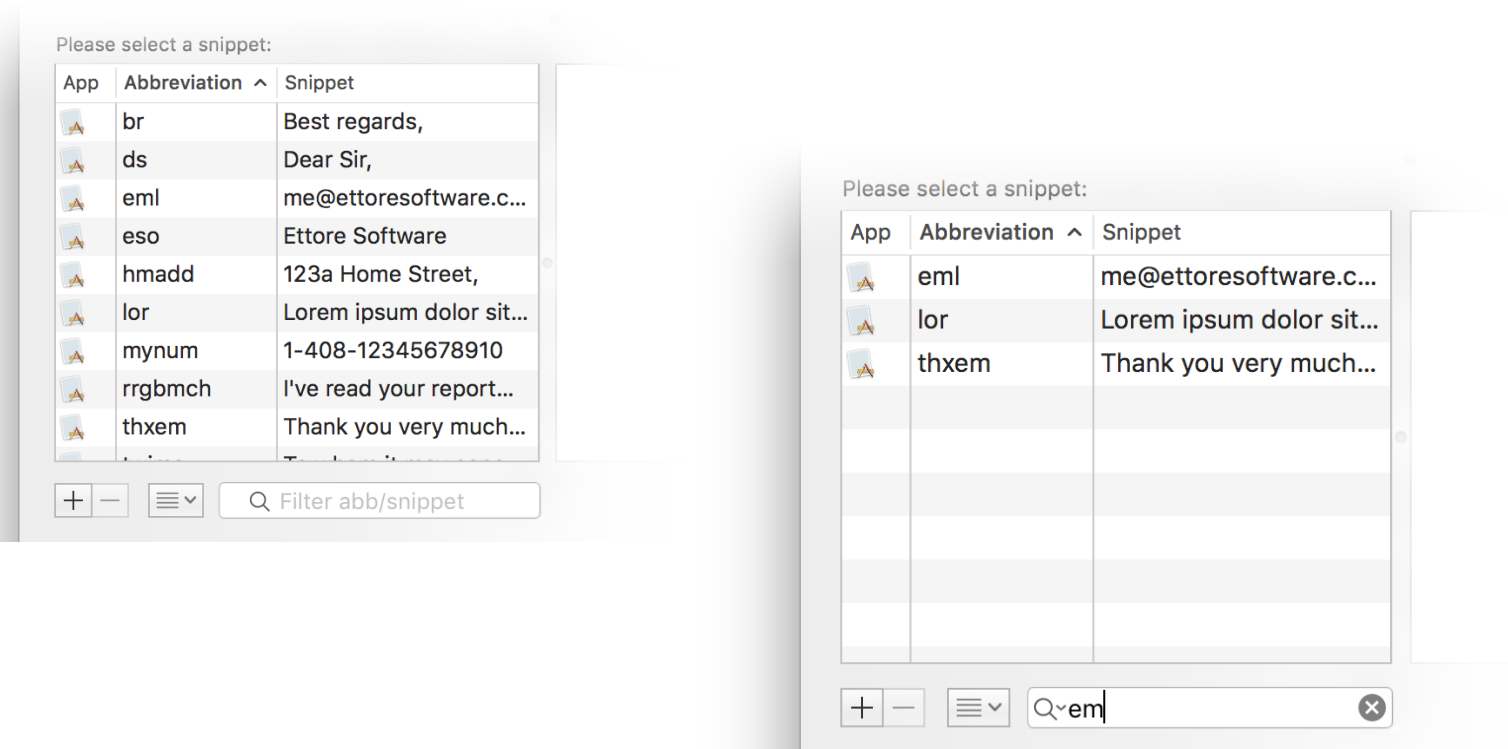 Please select a snippet:
App Abbreviation Snippet
br Best regards,
ds Dear Sir,
eml me@ettoresoftware.c...
eso Ettore Software
hmadd 123a Home Street,
lor Lorem ipsum dolor sit...
mynum 1-408-12345678910
rrgbmch I've read your report...
thxem Thank you very much...
Filter abb/snippet
Please select a snippet:
App Abbreviation Snippet
eml me@ettoresoftware.c...
lor Lorem ipsum dolor sit...
thxem Thank you very much...
em